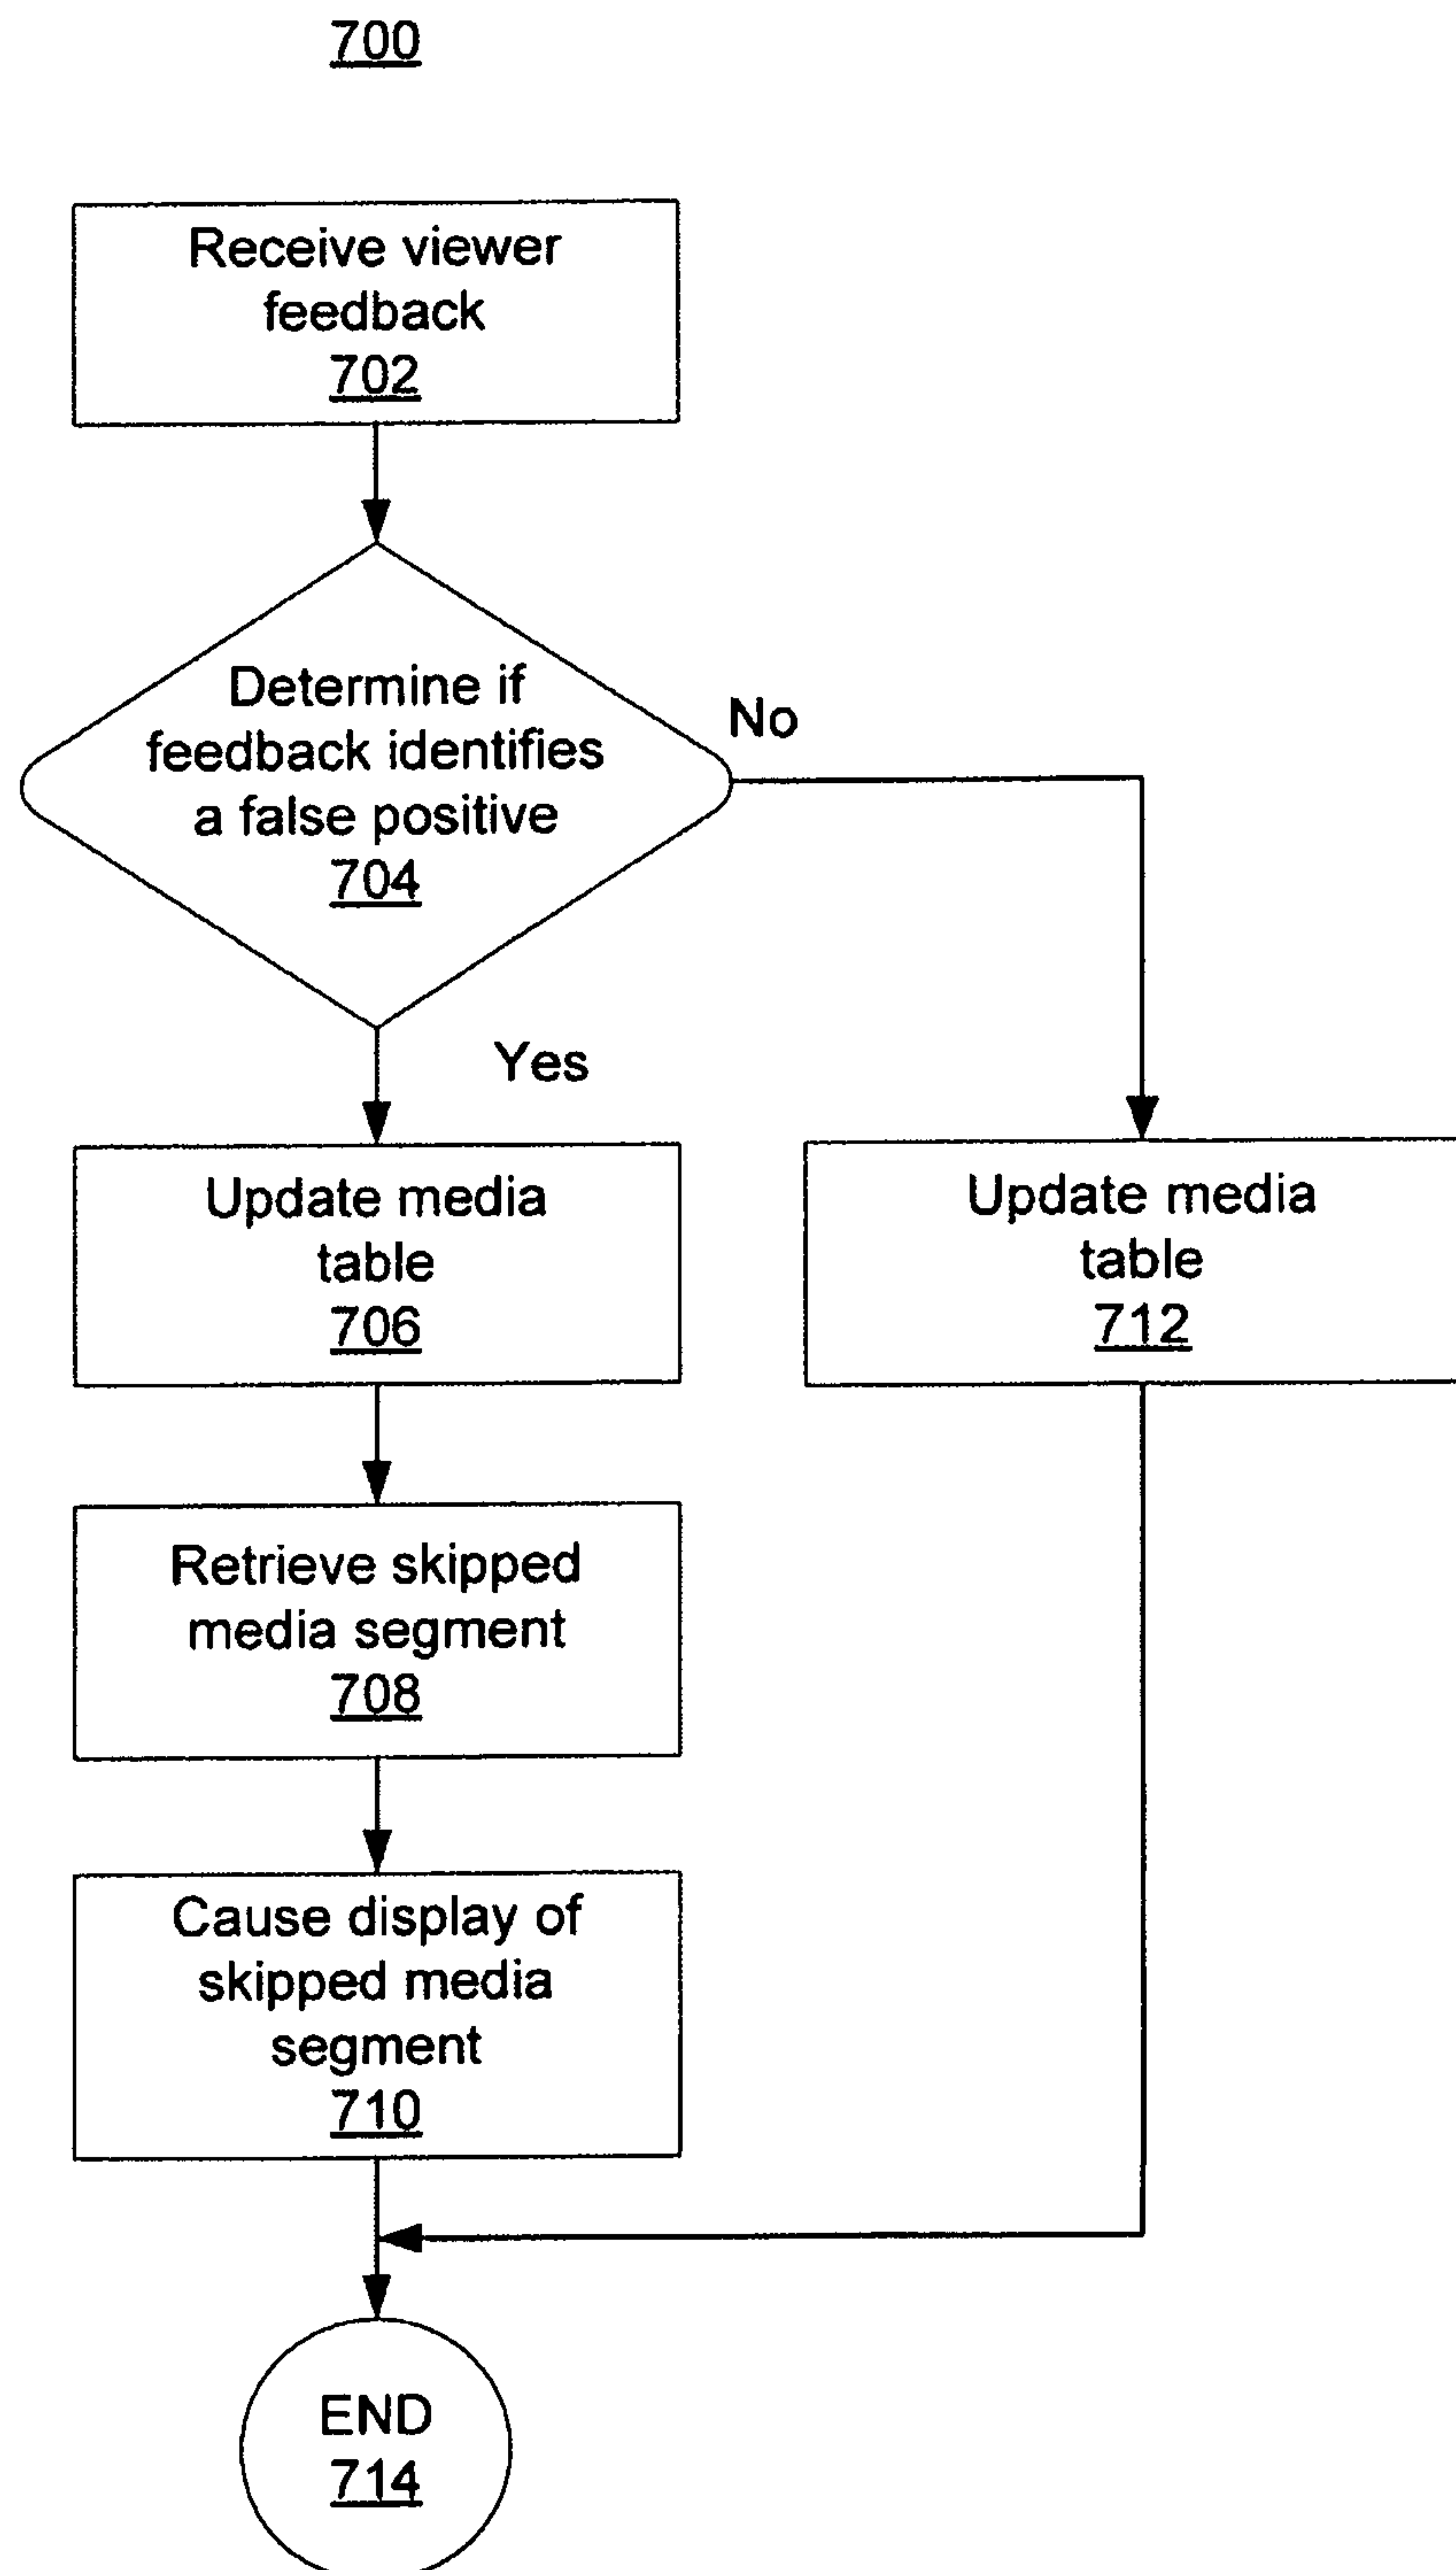 700
Receive viewer
feedback
702
Determine if
feedback identifies
a false positive
704
No
Yes
Update media
table
706
Update media
table
712
Retrieve skipped
media segment
708
Cause display of
skipped media
segment
710
END
714